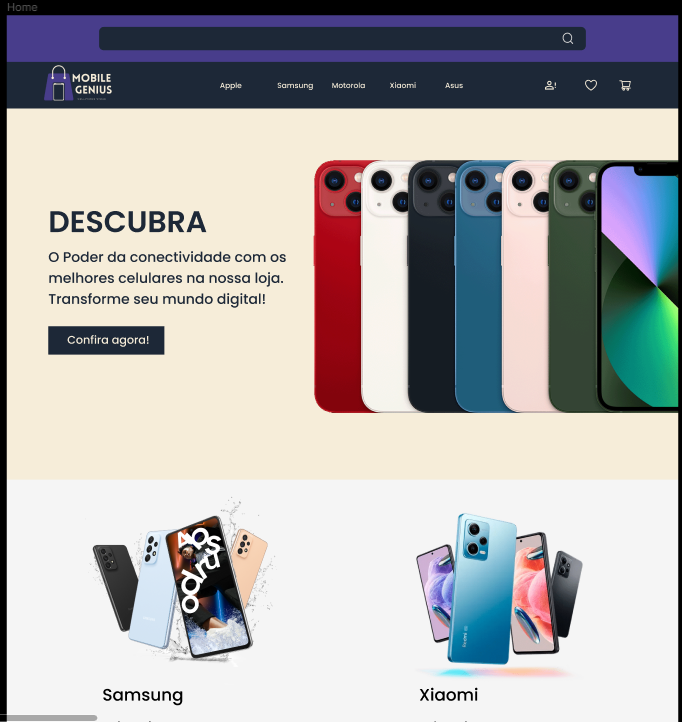 Home
MOBILE
GENIUS
Apple
Samsung
Motorola
Xiaomi
Asus
DESCUBRA
O Poder da conectividade com os
melhores celulares na nossa loja.
Transforme seu mundo digital!
Confira agora!
Samsung
Xiaomi